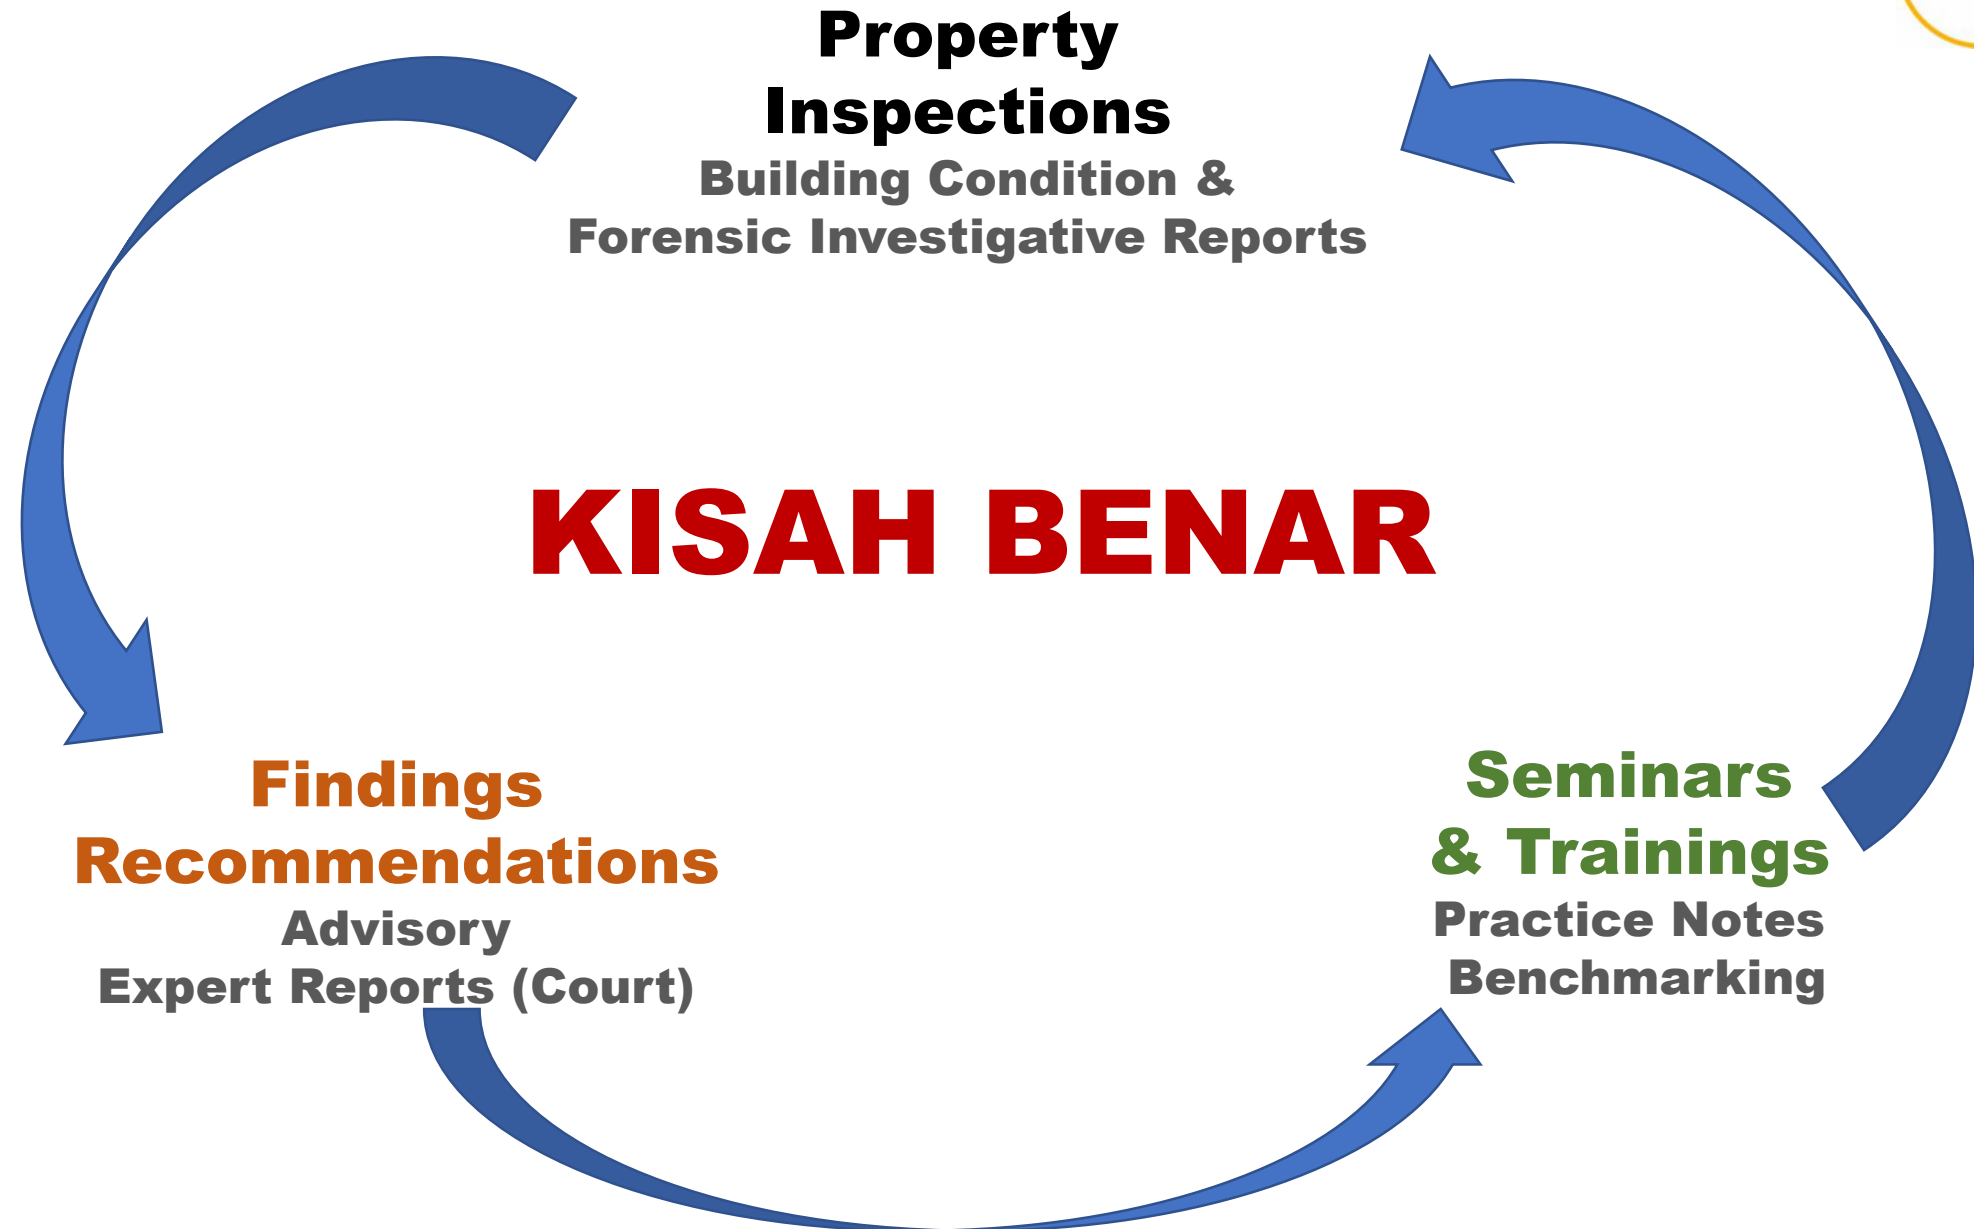 Property
Inspections
Building Condition &
Forensic Investigative Reports
KISAH BENAR
Findings
Recommendations
Advisory
Expert Reports (Court)
Seminars
& Trainings
Practice Notes
Benchmarking